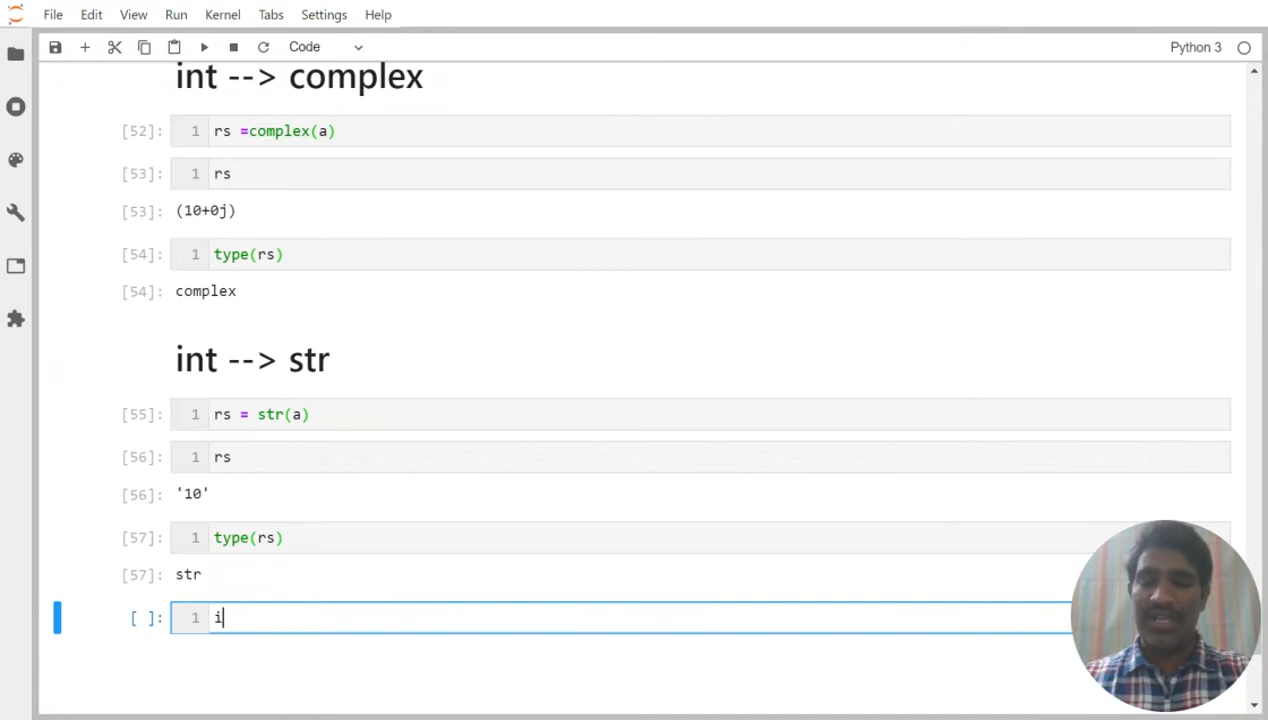 File Edit View Run Kernel Tabs Settings Help
Code Python 3
int --> complex
[52]: 1 rs =complex(a)
[53]: 1 rs
[53]: (10+0j)
[54]: 1 type(rs)
[54]: complex
int --> str
[55]: 1 rs = str(a)
[56]: 1 rs
[56]: '10'
[57]: 1 type(rs)
[57]: str
[ ]: 1 i